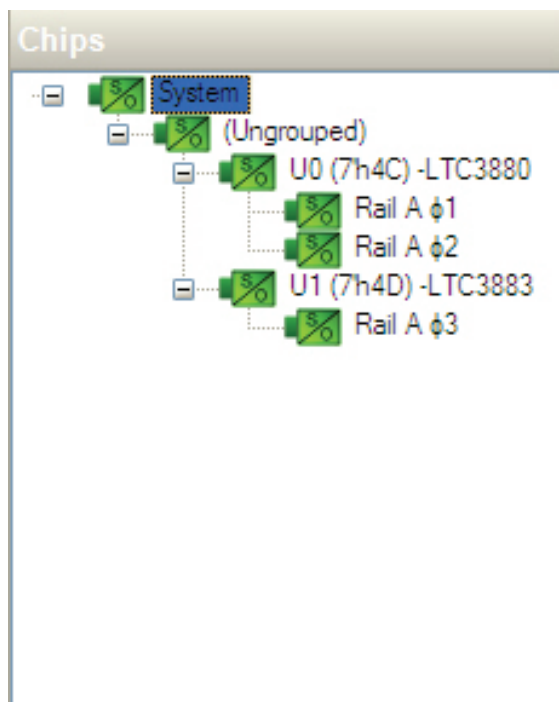 Chips
S/O System
S/O (Ungrouped)
S/O U0 (7'h4C) -LTC3880
S/O Rail A ϕ1
S/O Rail A ϕ2
S/O U1 (7'h4D) -LTC3883
S/O Rail A ϕ3